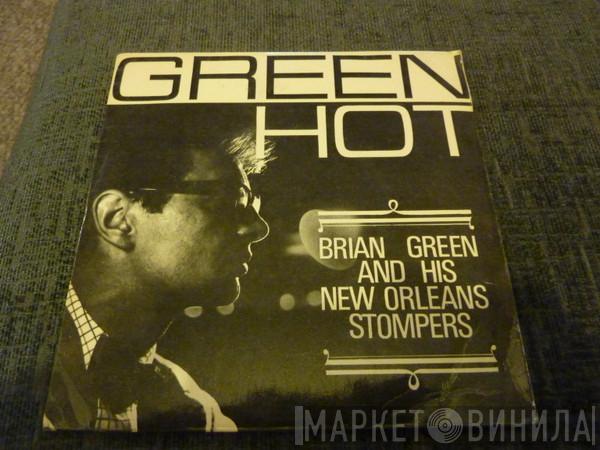 GREEN
HOT
BRIAN GREEN
AND HIS
NEW ORLEANS
STOMPERS
МАРКЕТ ВИНИЛА